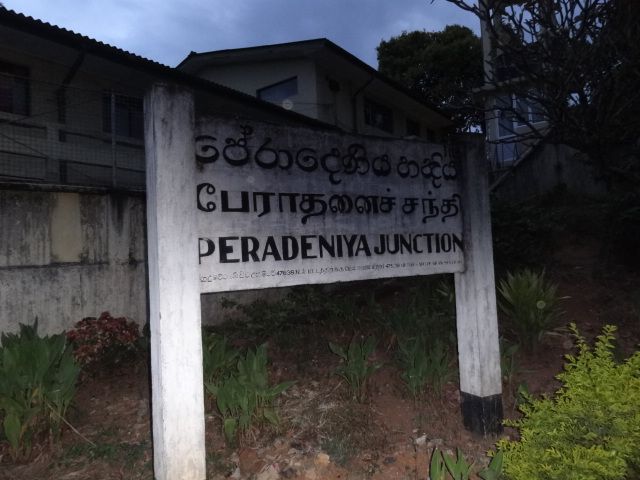 පේරාදෙණිය හන්දිය
பேராதனைச் சந்தி
PERADENIYA JUNCTION